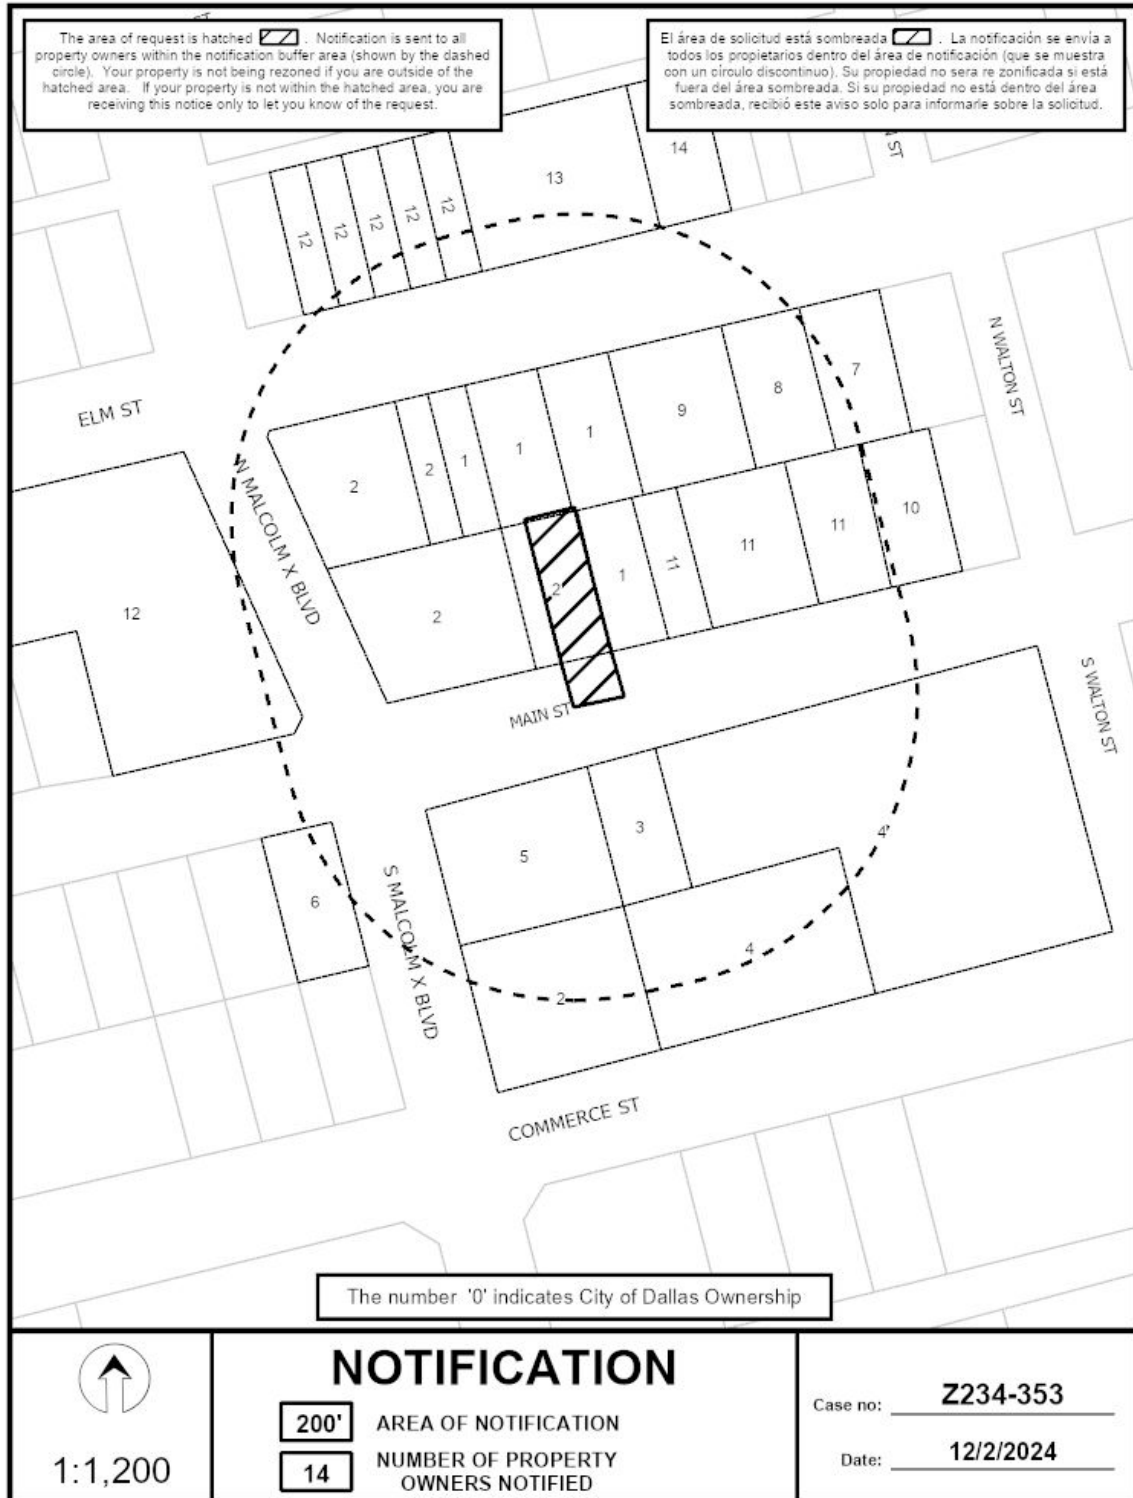 ST
The area of request is hatched . Notification is sent to all
property owners within the notification buffer area (shown by the dashed
circle). Your property is not being rezoned if you are outside of the
hatched area. If your property is not within the hatched area, you are
receiving this notice only to let you know of the request.
El área de solicitud está sombreada . La notificación se envía a
todos los propietarios dentro del área de notificación (que se muestra
con un círculo discontinuo). Su propiedad no sera re zonificada si está
fuera del área sombreada. Si su propiedad no está dentro del área
sombreada, recibió este aviso solo para informarle sobre la solicitud.
ST
14
13
12
12
12
12
12
N WALTON ST
7
8
9
ELM ST
1
1
1
2
2
N MALCOLM X BLVD
10
11
11
11
1
2
2
12
S WALTON ST
MAIN ST
3
4
5
6
S MALCOLM X BLVD
4
2
COMMERCE ST
The number '0' indicates City of Dallas Ownership
1:1,200
NOTIFICATION
200' AREA OF NOTIFICATION
14 NUMBER OF PROPERTY
OWNERS NOTIFIED
Case no: Z234-353
Date: 12/2/2024